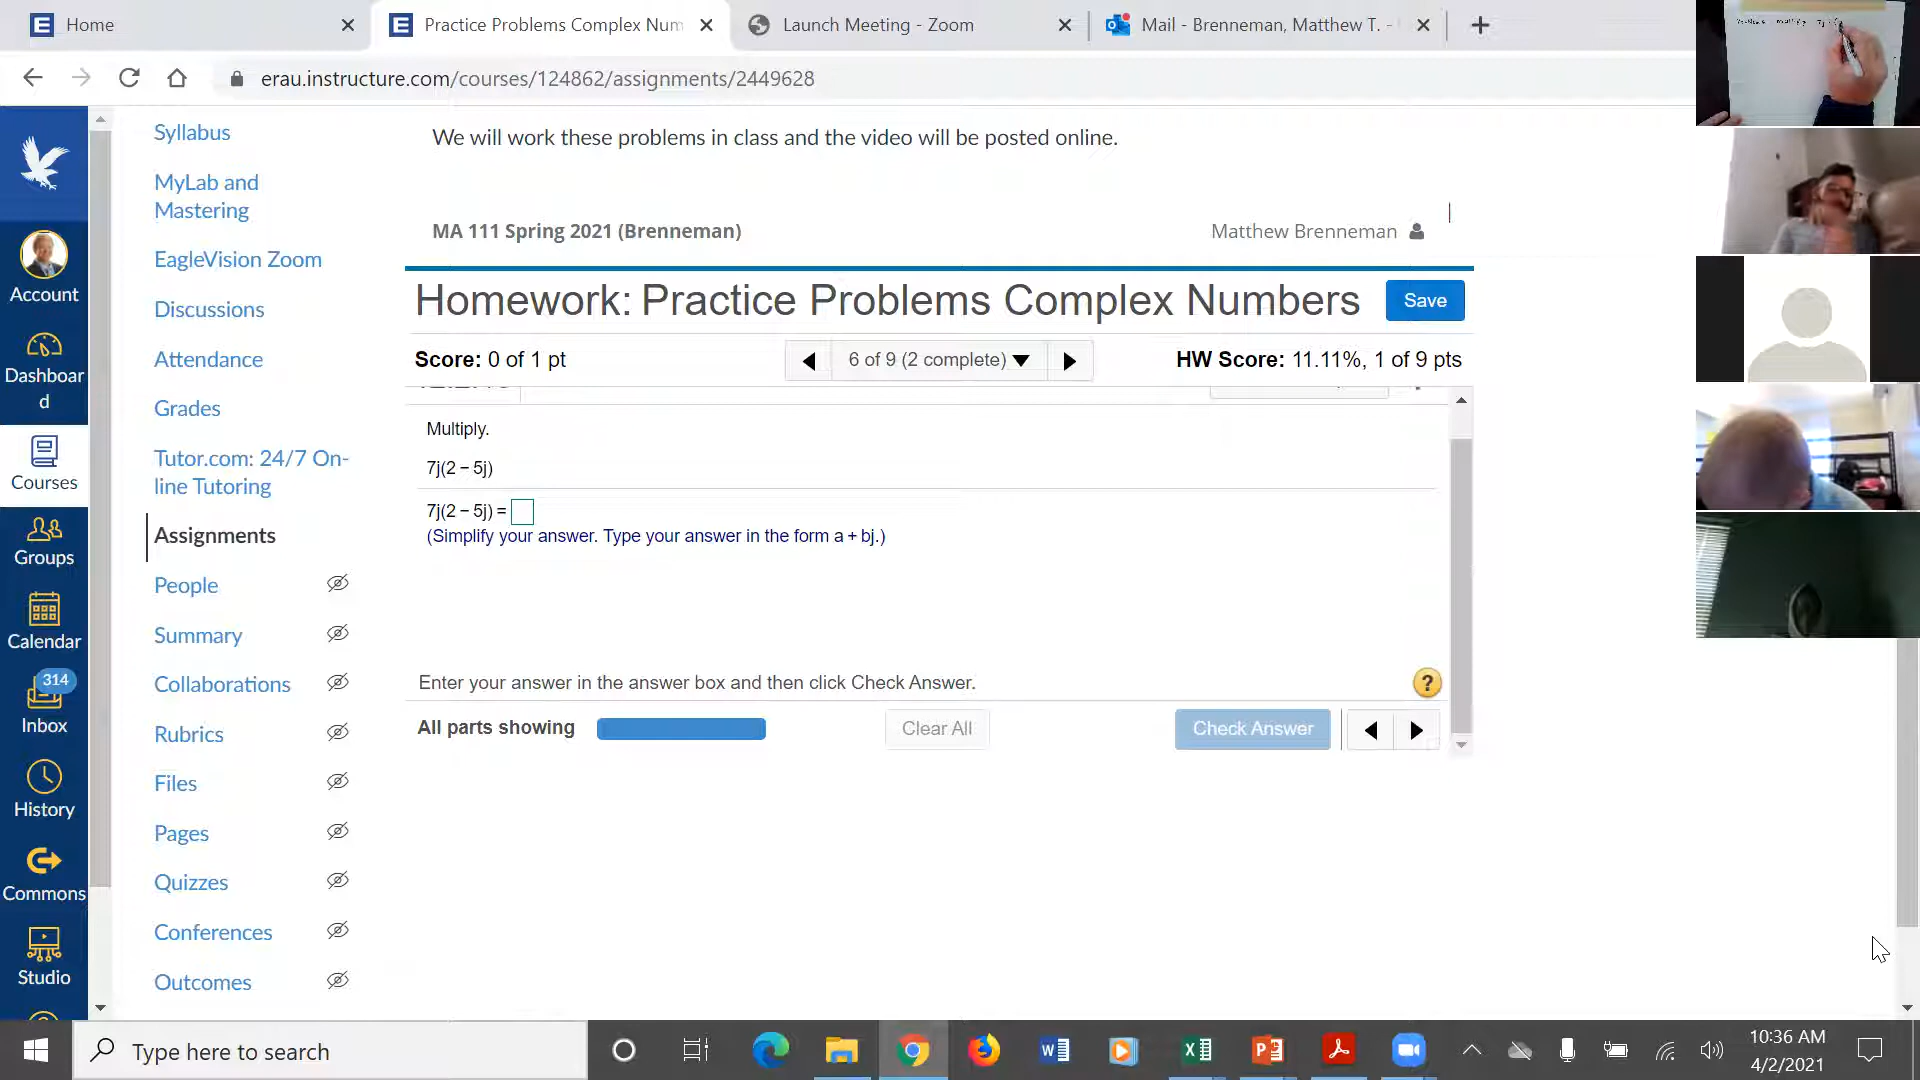 Home
Practice Problems Complex Num
Launch Meeting - Zoom
Mail - Brenneman, Matthew T. -
erau.instructure.com/courses/124862/assignments/2449628
Account
Dashboar
d
Courses
Groups
Calendar
314
Inbox
History
Commons
Studio
Syllabus
MyLab and
Mastering
EagleVision Zoom
Discussions
Attendance
Grades
Tutor.com: 24/7 On-
line Tutoring
Assignments
People
Summary
Collaborations
Rubrics
Files
Pages
Quizzes
Conferences
Outcomes
We will work these problems in class and the video will be posted online.
MA 111 Spring 2021 (Brenneman)
Matthew Brenneman
Homework: Practice Problems Complex Numbers
Save
Score: 0 of 1 pt
6 of 9 (2 complete)
HW Score: 11.11%, 1 of 9 pts
Multiply.
7j(2 − 5j)
7j(2 − 5j) =
(Simplify your answer. Type your answer in the form a + bj.)
Enter your answer in the answer box and then click Check Answer.
?
All parts showing
Clear All
Check Answer
Type here to search
10:36 AM
4/2/2021